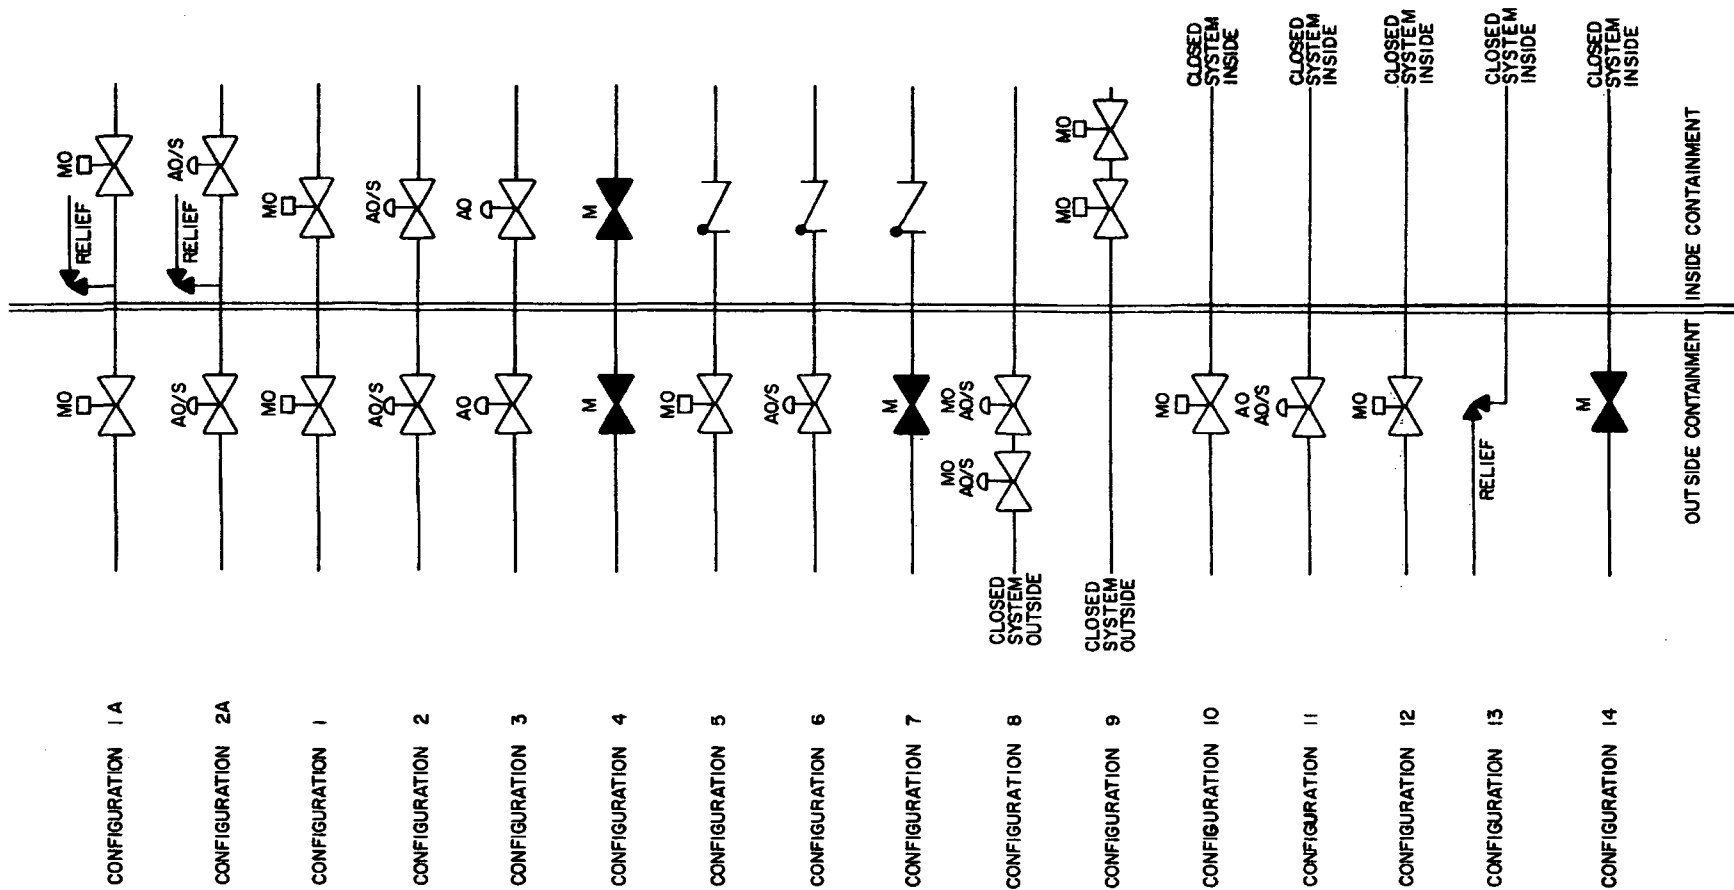 CONFIGURATION 1A
MO
MO
RELIEF
CONFIGURATION 2A
AO/S
AO/S
RELIEF
CONFIGURATION 1
MO
MO
CONFIGURATION 2
AO/S
AO/S
CONFIGURATION 3
AO
AO
CONFIGURATION 4
M
M
CONFIGURATION 5
MO
CONFIGURATION 6
AO/S
CONFIGURATION 7
M
CONFIGURATION 8
CLOSED
SYSTEM
OUTSIDE
MO
AO/S
MO
AO/S
CONFIGURATION 9
CLOSED
SYSTEM
OUTSIDE
MO
MO
CONFIGURATION 10
MO
CLOSED
SYSTEM
INSIDE
CONFIGURATION 11
AO
AO/S
CLOSED
SYSTEM
INSIDE
CONFIGURATION 12
MO
CLOSED
SYSTEM
INSIDE
CONFIGURATION 13
RELIEF
CLOSED
SYSTEM
INSIDE
CONFIGURATION 14
M
CLOSED
SYSTEM
INSIDE
OUTSIDE CONTAINMENT
INSIDE CONTAINMENT